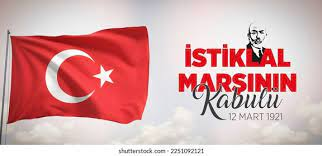 İSTİKLAL
MARŞININ
Kabulü
12 MART 1921
shutterstock.com · 2251092121